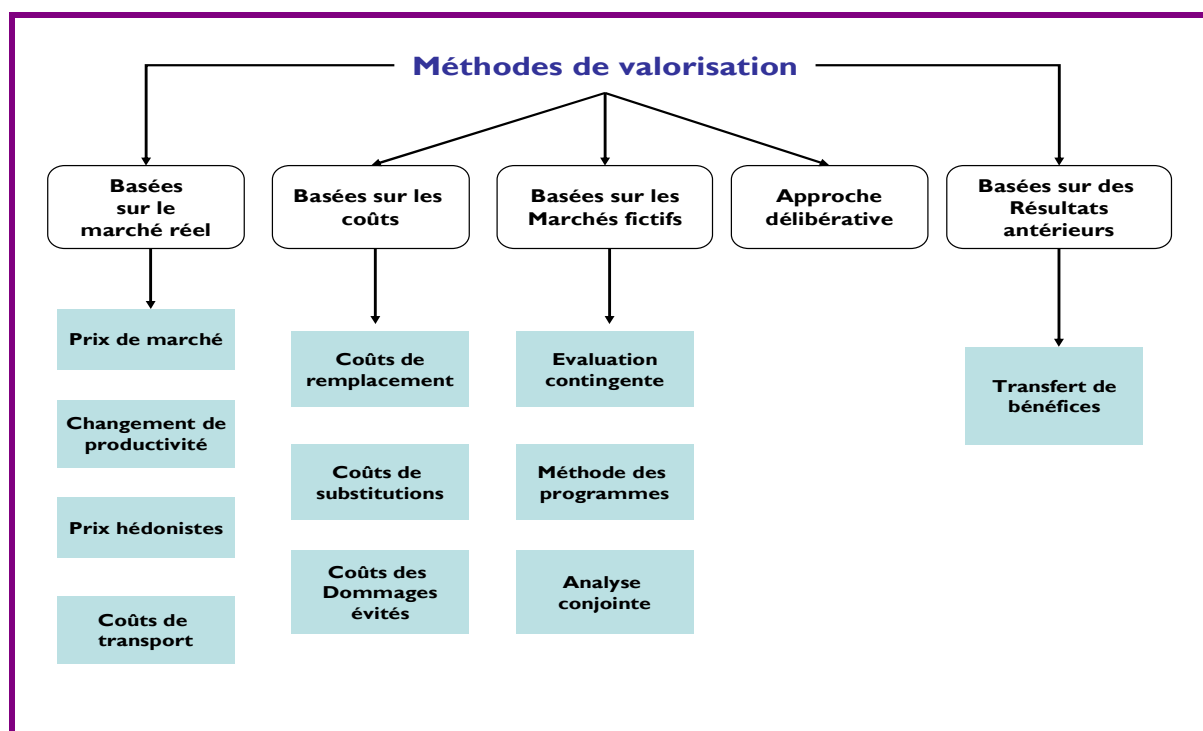 Méthodes de valorisation
Basées
sur le
marché réel
Basées sur les
coûts
Basées sur les
Marchés fictifs
Approche
délibérative
Basées sur des
Résultats
antérieurs
Prix de marché
Changement de
productivité
Prix hédonistes
Coûts de
transport
Coûts de
remplacement
Coûts de
substitutions
Coûts des
Dommages
évités
Evaluation
contingente
Méthode des
programmes
Analyse
conjointe
Transfert de
bénéfices